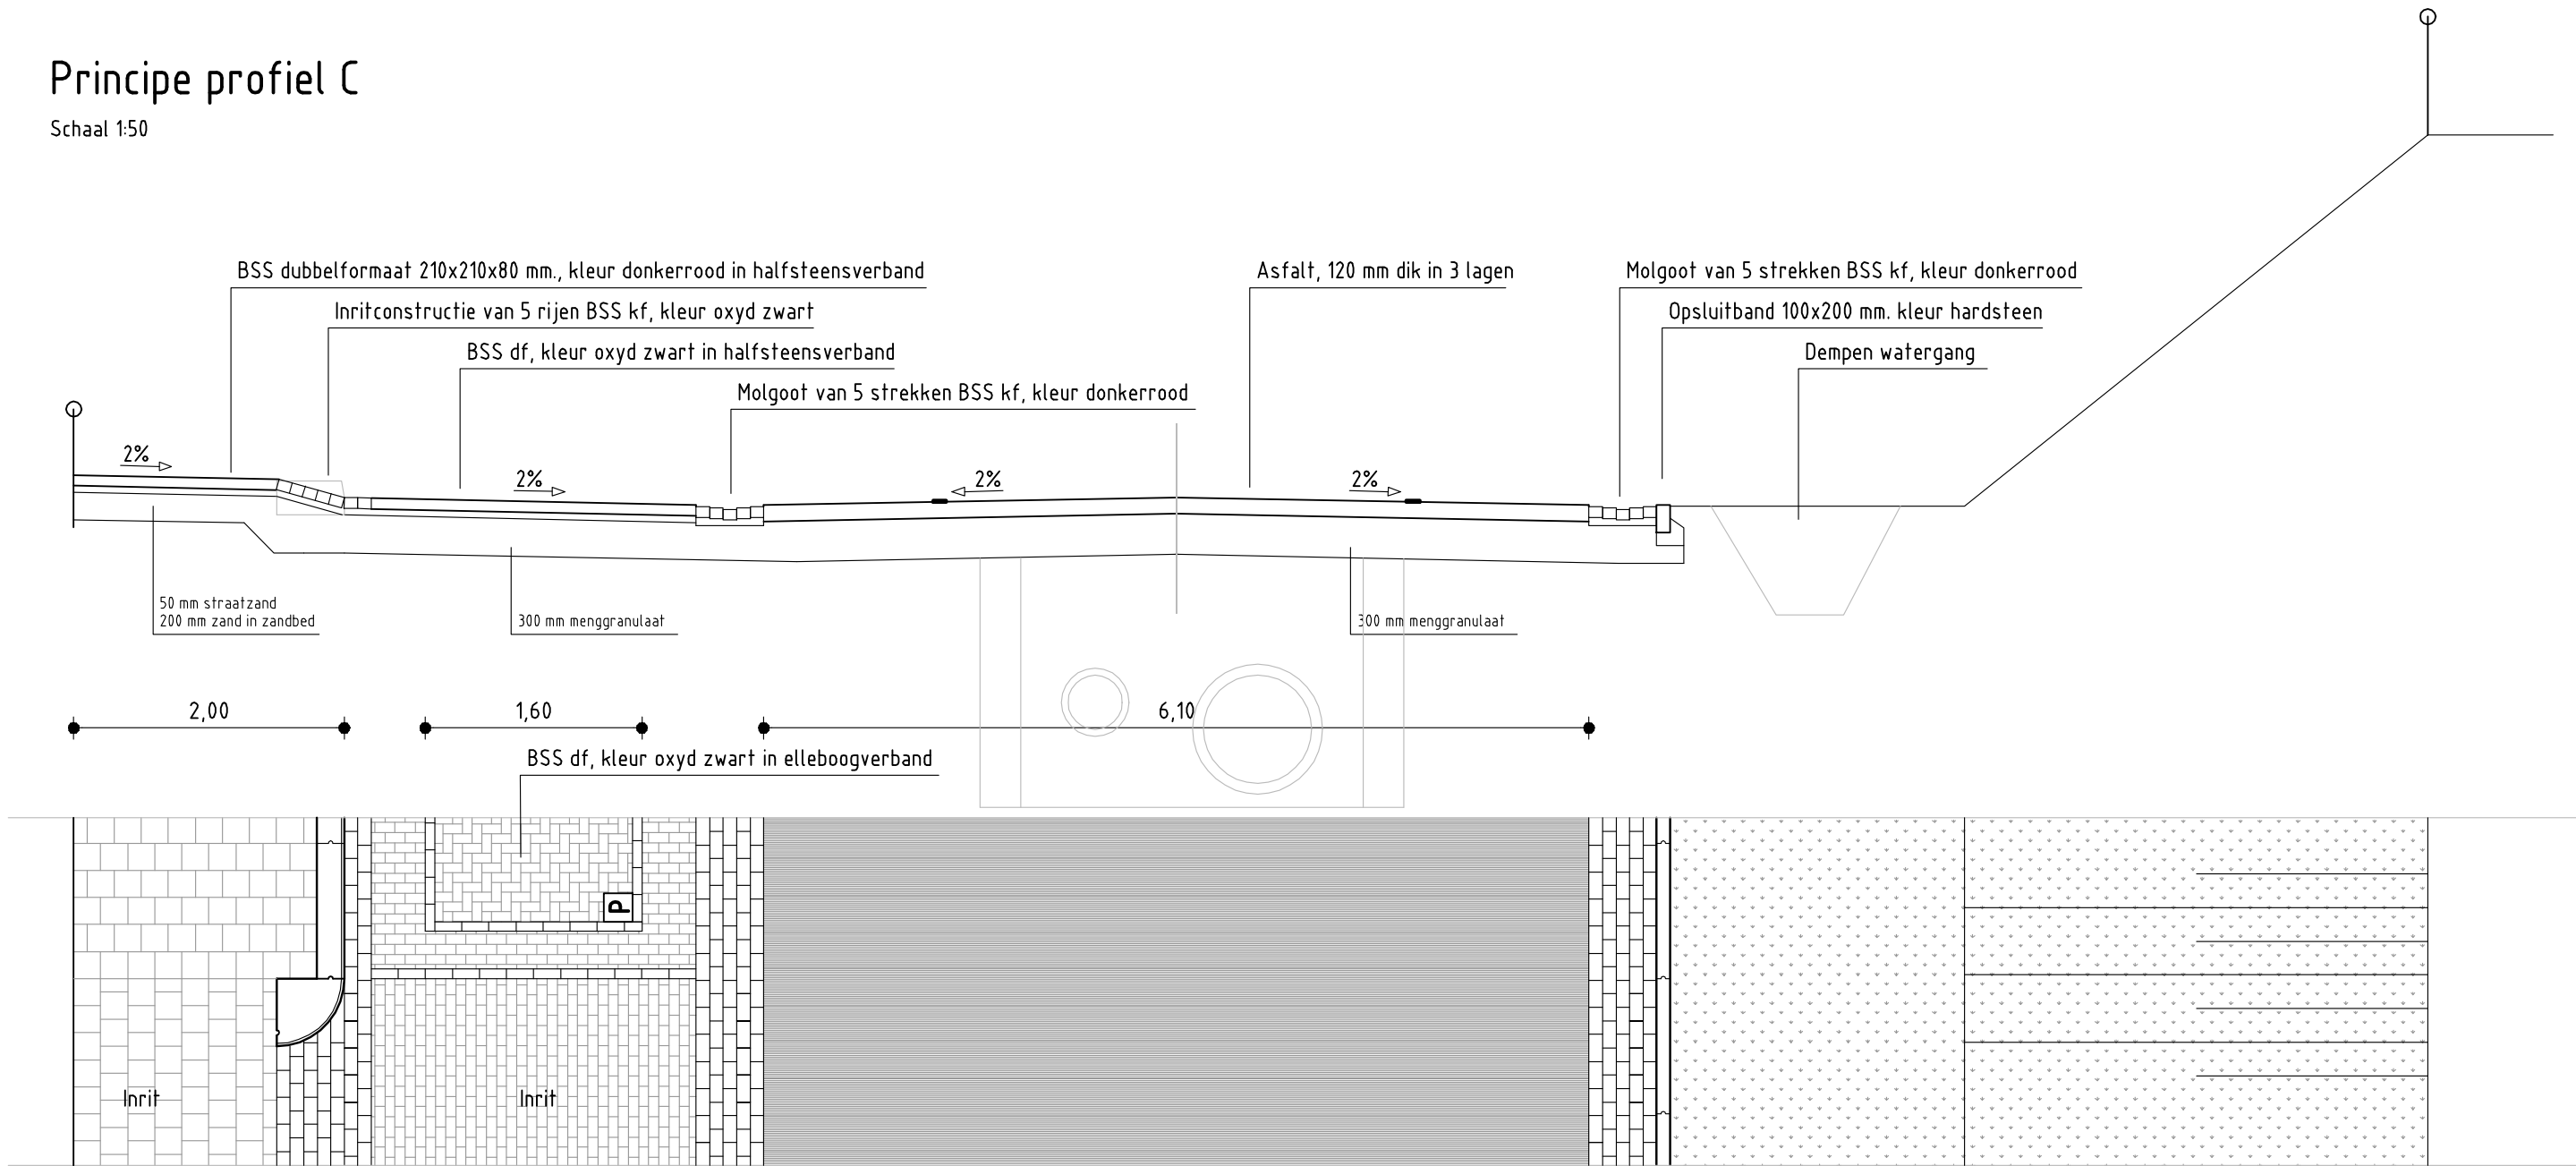 Principe profiel C
Schaal 1:50
BSS dubbelformaat 210x210x80 mm., kleur donkerrood in halfsteensverband
Asfalt, 120 mm dik in 3 lagen
Molgoot van 5 strekken BSS kf, kleur donkerrood
Inritconstructie van 5 rijen BSS kf, kleur oxyd zwart
Opsluitband 100x200 mm. kleur hardsteen
BSS df, kleur oxyd zwart in halfsteensverband
Dempen watergang
Molgoot van 5 strekken BSS kf, kleur donkerrood
2%
2%
2%
2%
50 mm straatzand
200 mm zand in zandbed
300 mm menggranulaat
300 mm menggranulaat
2,00
1,60
6,10
BSS df, kleur oxyd zwart in elleboogverband
P
Inrit
Inrit